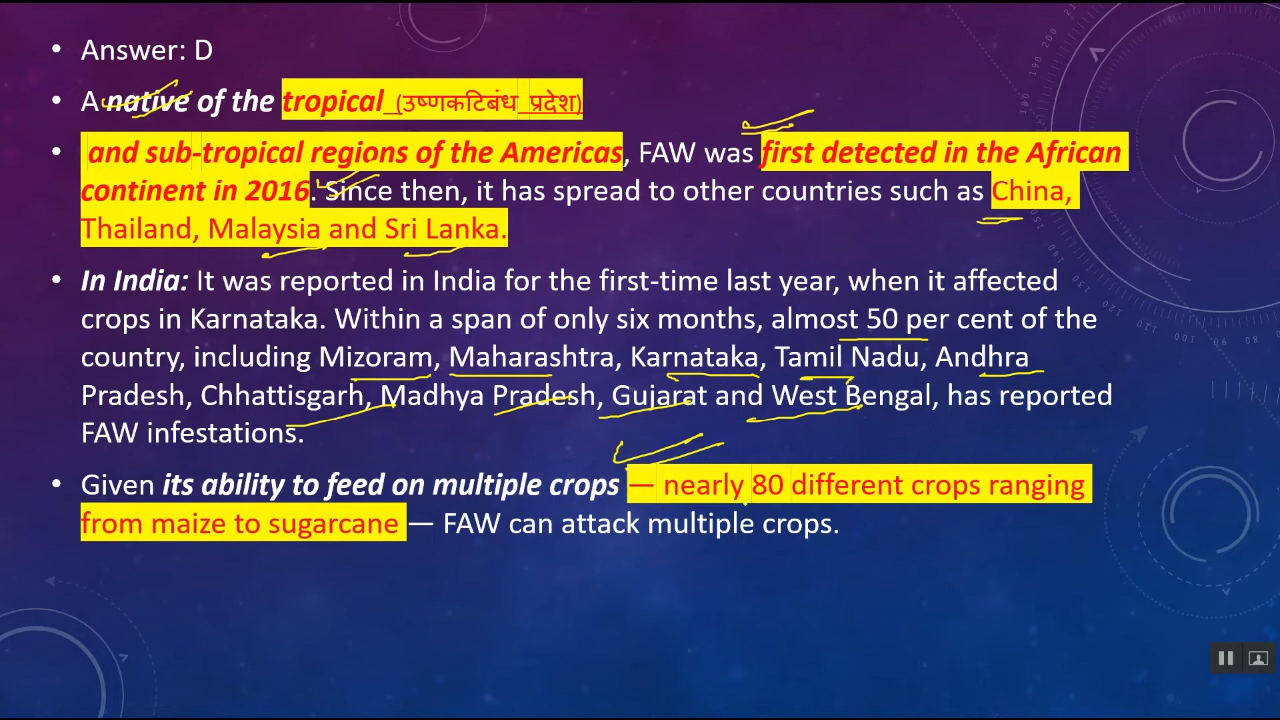 • Answer: D
• A native of the tropical (उष्णकटिबंध प्रदेश)
• and sub-tropical regions of the Americas, FAW was first detected in the African
continent in 2016. Since then, it has spread to other countries such as China,
Thailand, Malaysia and Sri Lanka.
• In India: It was reported in India for the first-time last year, when it affected
crops in Karnataka. Within a span of only six months, almost 50 per cent of the
country, including Mizoram, Maharashtra, Karnataka, Tamil Nadu, Andhra
Pradesh, Chhattisgarh, Madhya Pradesh, Gujarat and West Bengal, has reported
FAW infestations.
• Given its ability to feed on multiple crops — nearly 80 different crops ranging
from maize to sugarcane — FAW can attack multiple crops.